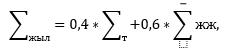 ∑жыл = 0,4 * ∑т + 0,6 * ∑жж,